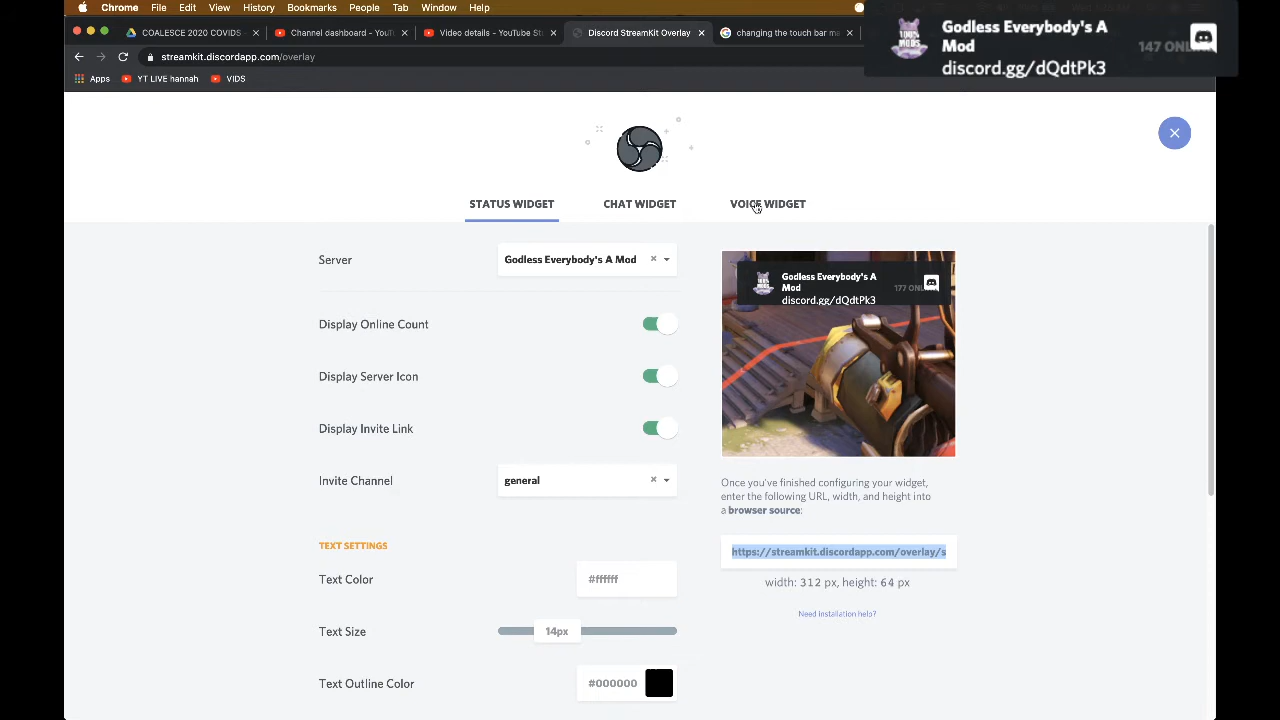 Chrome File Edit View History Bookmarks People Tab Window Help
COALESCE 2020 COVIDS
Channel content - YouT
Video details - YouTube St
Discord StreamKit Overlay
changing the touch bar ma
streamkit.discordapp.com/overlay
Apps YT LIVE hannah VIDS
Godless Everybody's A
Mod
147 ONLI
discord.gg/dQdtPk3
STATUS WIDGET CHAT WIDGET VOICE WIDGET
Server
Godless Everybody's A Mod
Display Online Count
Display Server Icon
Display Invite Link
Invite Channel
general
TEXT SETTINGS
Text Color
#ffffff
Text Size
14px
Text Outline Color
#000000
Godless Everybody's A
Mod
177 ONLINE
discord.gg/dQdtPk3
Once you've finished configuring your widget,
enter the following URL, width, and height into
a browser source:
https://streamkit.discordapp.com/overlay/s
width: 312 px, height: 64 px
Need installation help?